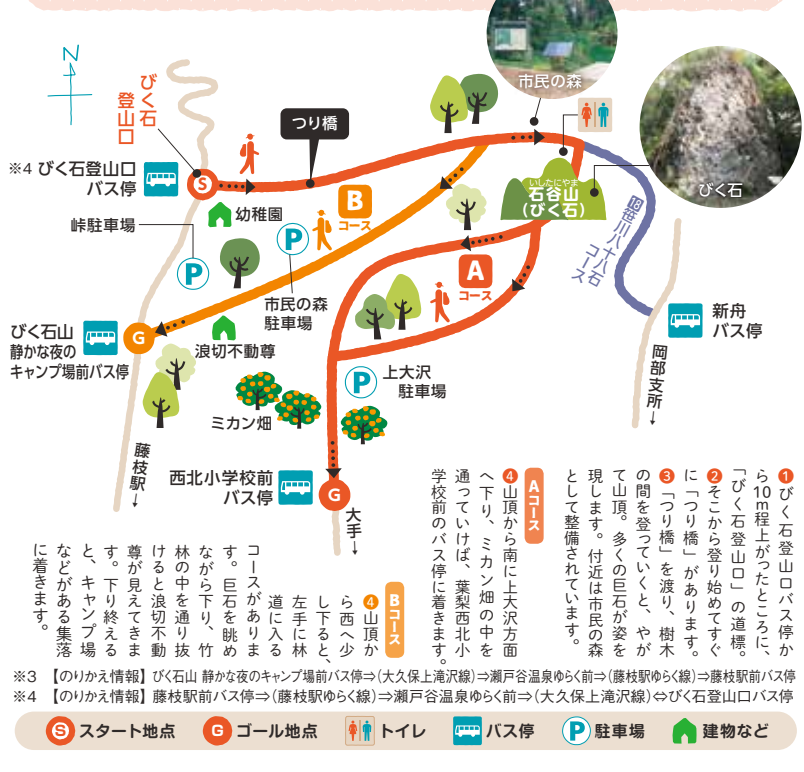 N
市民の森
びく石
登山口
つり橋
※4 びく石登山口
バス停
S
びく石
いしたにやま
石谷山
(びく石)
B
コース
幼稚園
峠駐車場
P
P
A
コース
⑱笹川八十八石
コース
市民の森
駐車場
新舟
バス停
びく石山
静かな夜の
キャンプ場前バス停
G
浪切不動尊
岡部支所→
上大沢
駐車場
P
ミカン畑
藤枝駅→
西北小学校前
バス停
G
大手→
❶びく石登山口バス停か
ら10m程上がったところに、
「びく石登山口」の道標。
❷そこから登り始めてすぐ
に「つり橋」があります。
❸「つり橋」を渡り、樹木
の間を登っていくと、やが
て山頂。多くの巨石が姿を
現します。付近は市民の森
として整備されています。
Aコース
❹山頂から南に上大沢方面
へ下り、ミカン畑の中を
通っていけば、葉梨西北小
学校前のバス停に着きます。
Bコース
❹山頂か
ら西へ少
し下ると、
左手に林
道に入る
コースがありま
す。巨石を眺め
ながら下り、竹
林の中を通り抜
けると浪切不動
尊が見えてきま
す。下り終える
と、キャンプ場
などがある集落
に着きます。
※3 【のりかえ情報】びく石山 静かな夜のキャンプ場前バス停⇒(大久保上滝沢線)⇒瀬戸谷温泉ゆらく前⇒(藤枝駅ゆらく線)⇒藤枝駅前バス停
※4 【のりかえ情報】藤枝駅前バス停⇒(藤枝駅ゆらく線)⇒瀬戸谷温泉ゆらく前⇒(大久保上滝沢線)⇔びく石登山口バス停
S スタート地点 G ゴール地点 トイレ バス停 P 駐車場 建物など